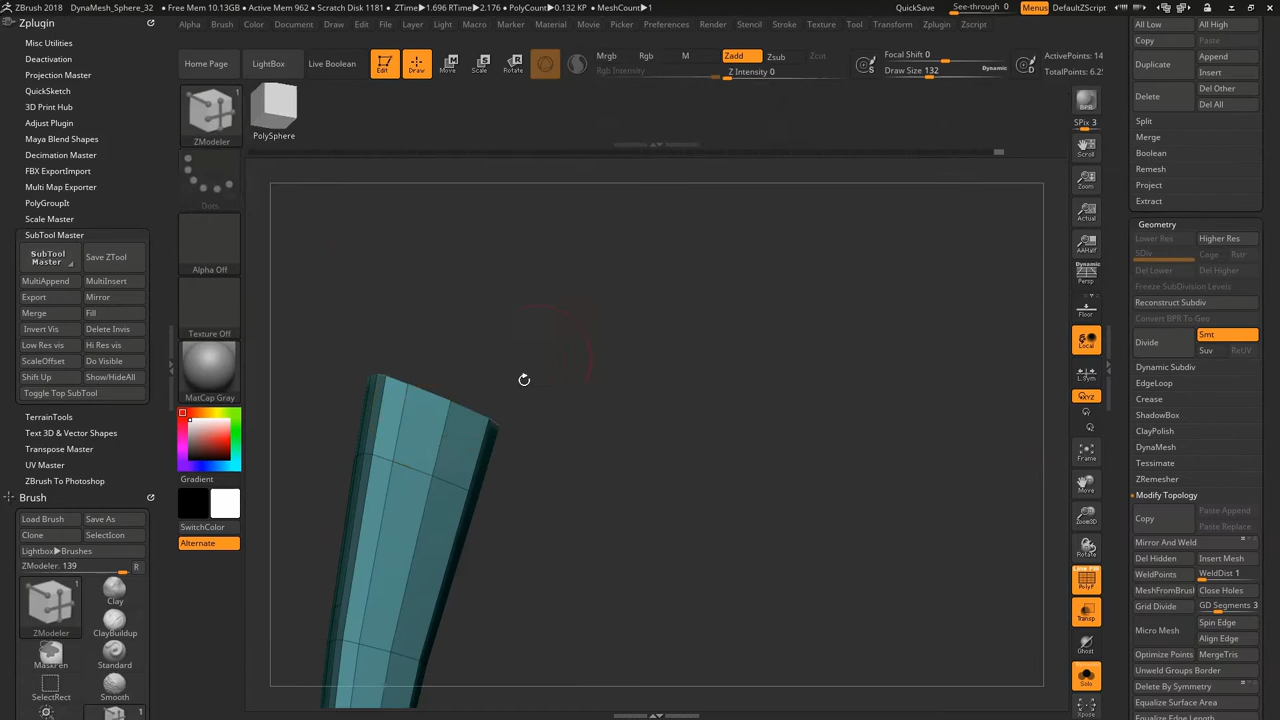 ZBrush 2018 DynaMesh_Sphere_32 • Free Mem 10.13GB • Active Mem 962 • Scratch Disk 1181 • ZTime▶1.696 RTime▶2.176 • PolyCount▶0.132 KP • MeshCount▶1 QuickSave See-through 0 Menus DefaultZScript
Alpha Brush Color Document Draw Edit File Layer Light Macro Marker Material Movie Picker Preferences Render Stencil Stroke Texture Tool Transform Zplugin Zscript
Zplugin
Misc Utilities
Deactivation
Projection Master
QuickSketch
3D Print Hub
Adjust Plugin
Maya Blend Shapes
Decimation Master
FBX ExportImport
Multi Map Exporter
PolyGroupIt
Scale Master
SubTool Master
SubTool Master Save ZTool
MultiAppend MultiInsert
Export Mirror
Merge Fill
Invert Vis Delete Invis
Low Res vis Hi Res vis
ScaleOffset Do Visible
Shift Up Show/HideAll
Toggle Top SubTool
TerrainTools
Text 3D & Vector Shapes
Transpose Master
UV Master
ZBrush To Photoshop
Brush
Load Brush Save As
Clone SelectIcon
Lightbox▶Brushes
ZModeler. 139 R
1
ZModeler Clay
ClayBuildup
MaskPen Standard
SelectRect Smooth
1
Home Page LightBox Live Boolean Edit Draw Move Scale Rotate
Mrgb Rgb M Zadd Zsub Zcut
Rgb Intensity Z Intensity 0
S Focal Shift 0
Draw Size 132 Dynamic
D ActivePoints: 14
TotalPoints: 6.25
1
ZModeler PolySphere
Dots
Alpha Off
Texture Off
MatCap Gray
Gradient
SwitchColor
Alternate
BPR
SPix 3
Scroll
Zoom
Actual
AAHalf
Dynamic
Persp
Floor
Local
L.Sym
XYZ
Frame
Move
Zoom3D
Rotate
Line Fill
PolyF
Transp
Ghost
Dynamic
Solo
Xpose
All Low All High
Copy Paste
Duplicate Append
Insert
Delete Del Other
Del All
Split
Merge
Boolean
Remesh
Project
Extract
Geometry
Lower Res Higher Res
SDiv Cage Rstr
Del Lower Del Higher
Freeze SubDivision Levels
Reconstruct Subdiv
Convert BPR To Geo
Divide Smt
Suv ReUV
Dynamic Subdiv
EdgeLoop
Crease
ShadowBox
ClayPolish
DynaMesh
Tessimate
ZRemesher
Modify Topology
Copy Paste Append
Paste Replace
Mirror And Weld
Del Hidden Insert Mesh
WeldPoints WeldDist 1
MeshFromBrush Close Holes
Grid Divide GD Segments 3
Micro Mesh Spin Edge
Align Edge
Optimize Points MergeTris
Unweld Groups Border
Delete By Symmetry
Equalize Surface Area